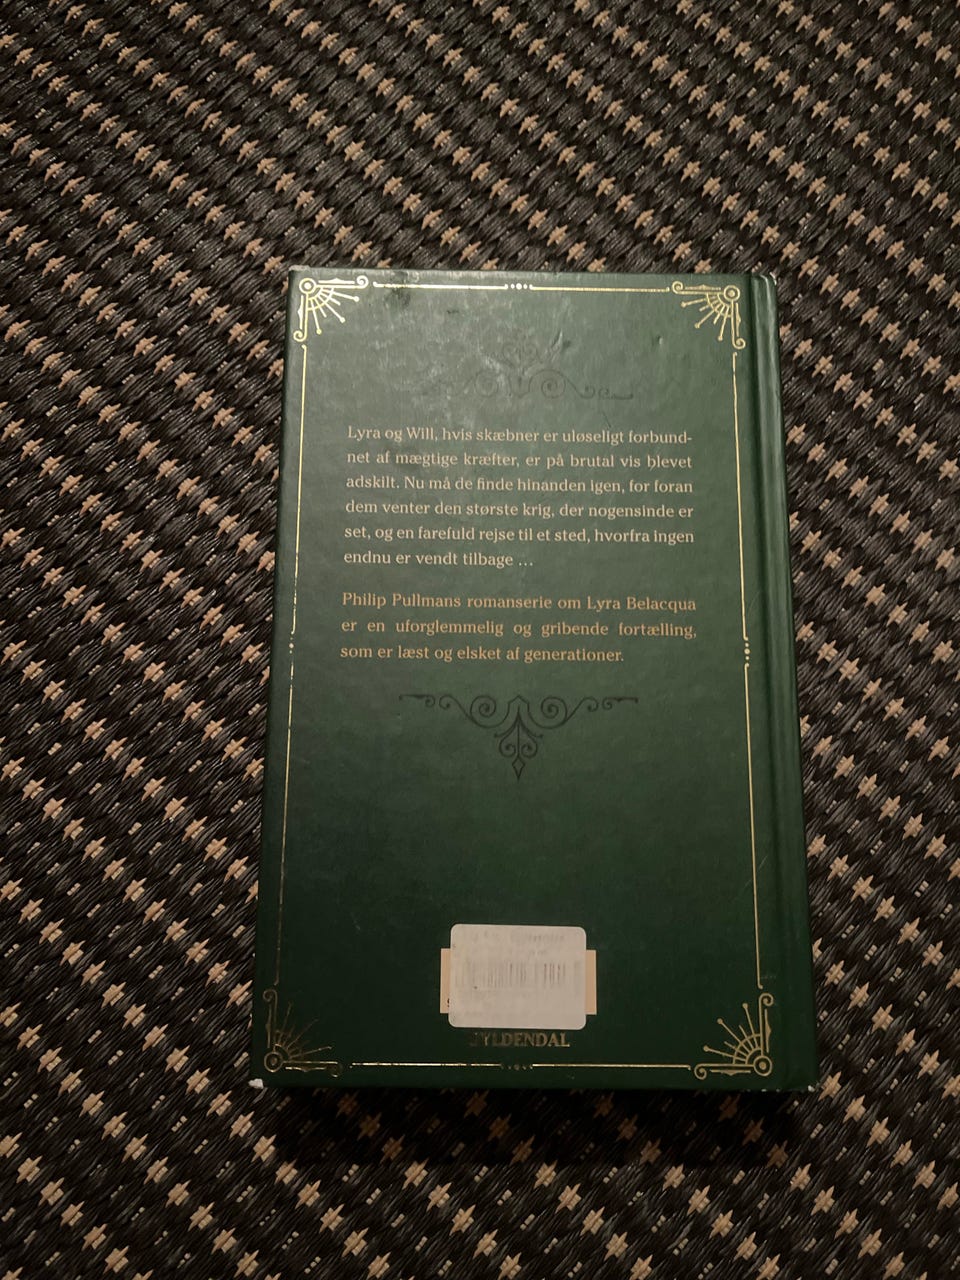 Lyra og Will, hvis skæbner er uløseligt forbund-
net af mægtige kræfter, er på brutal vis blevet
adskilt. Nu må de finde hinanden igen, for foran
dem venter den største krig, der nogensinde er
set, og en farefuld rejse til et sted, hvorfra ingen
endnu er vendt tilbage ...
Philip Pullmans romanserie om Lyra Belacqua
er en uforglemmelig og gribende fortælling,
som er læst og elsket af generationer.
GYLDENDAL